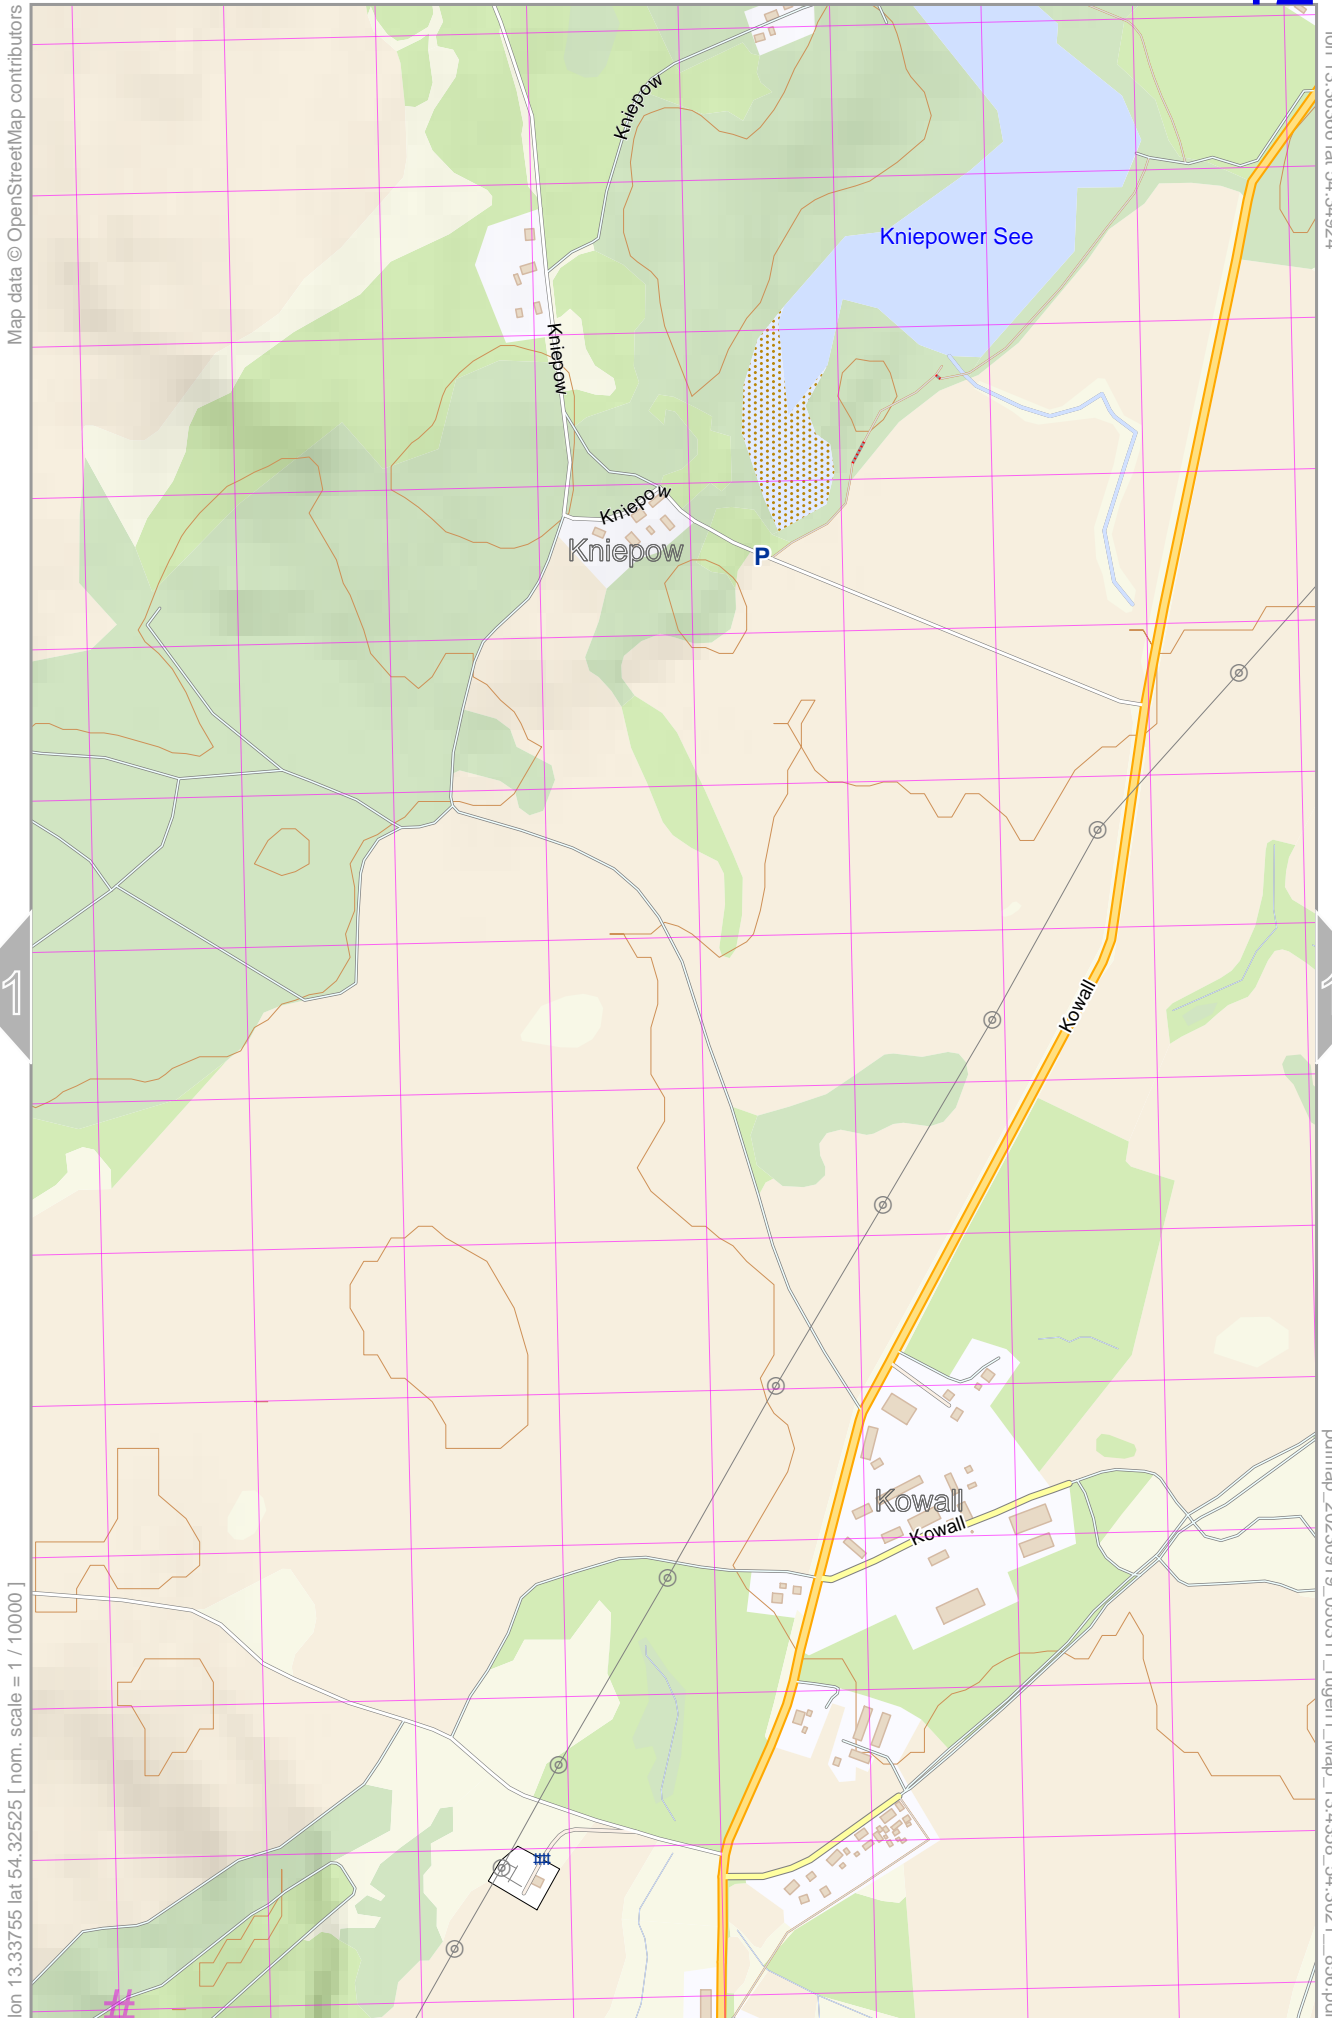 Map data © OpenStreetMap contributors
Kniepow
Kniepower See
Kniepow
Kniepow
Kniepow
P
1
Kowall
Kowall
Kowall
lon 13.33755 lat 54.32525 [ nom. scale = 1 / 10000 ]
#